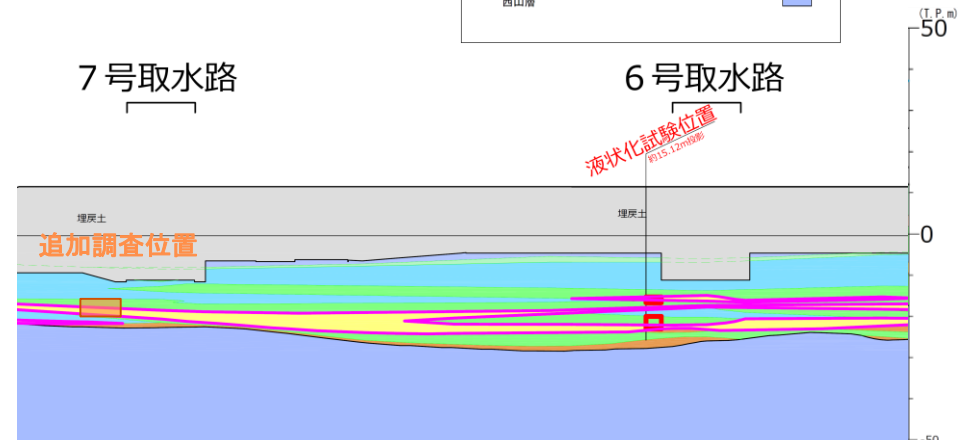 西山層
(T.P.m)
50
7号取水路
6号取水路
液状化試験位置
約15.12m投影
埋戻土
埋戻土
0
追加調査位置
-50